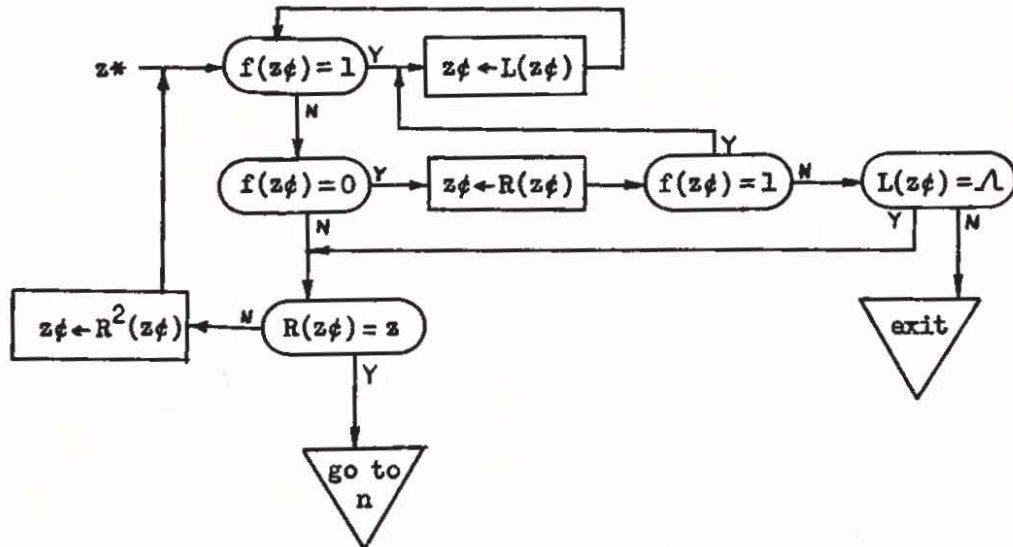 z*
f(z¢)=1
Y
z¢←L(z¢)
N
Y
f(z¢)=0
Y
z¢←R(z¢)
f(z¢)=1
N
L(z¢)=Λ
N
Y
N
z¢←R²(z¢)
N
R(z¢)=z
exit
Y
go to
n